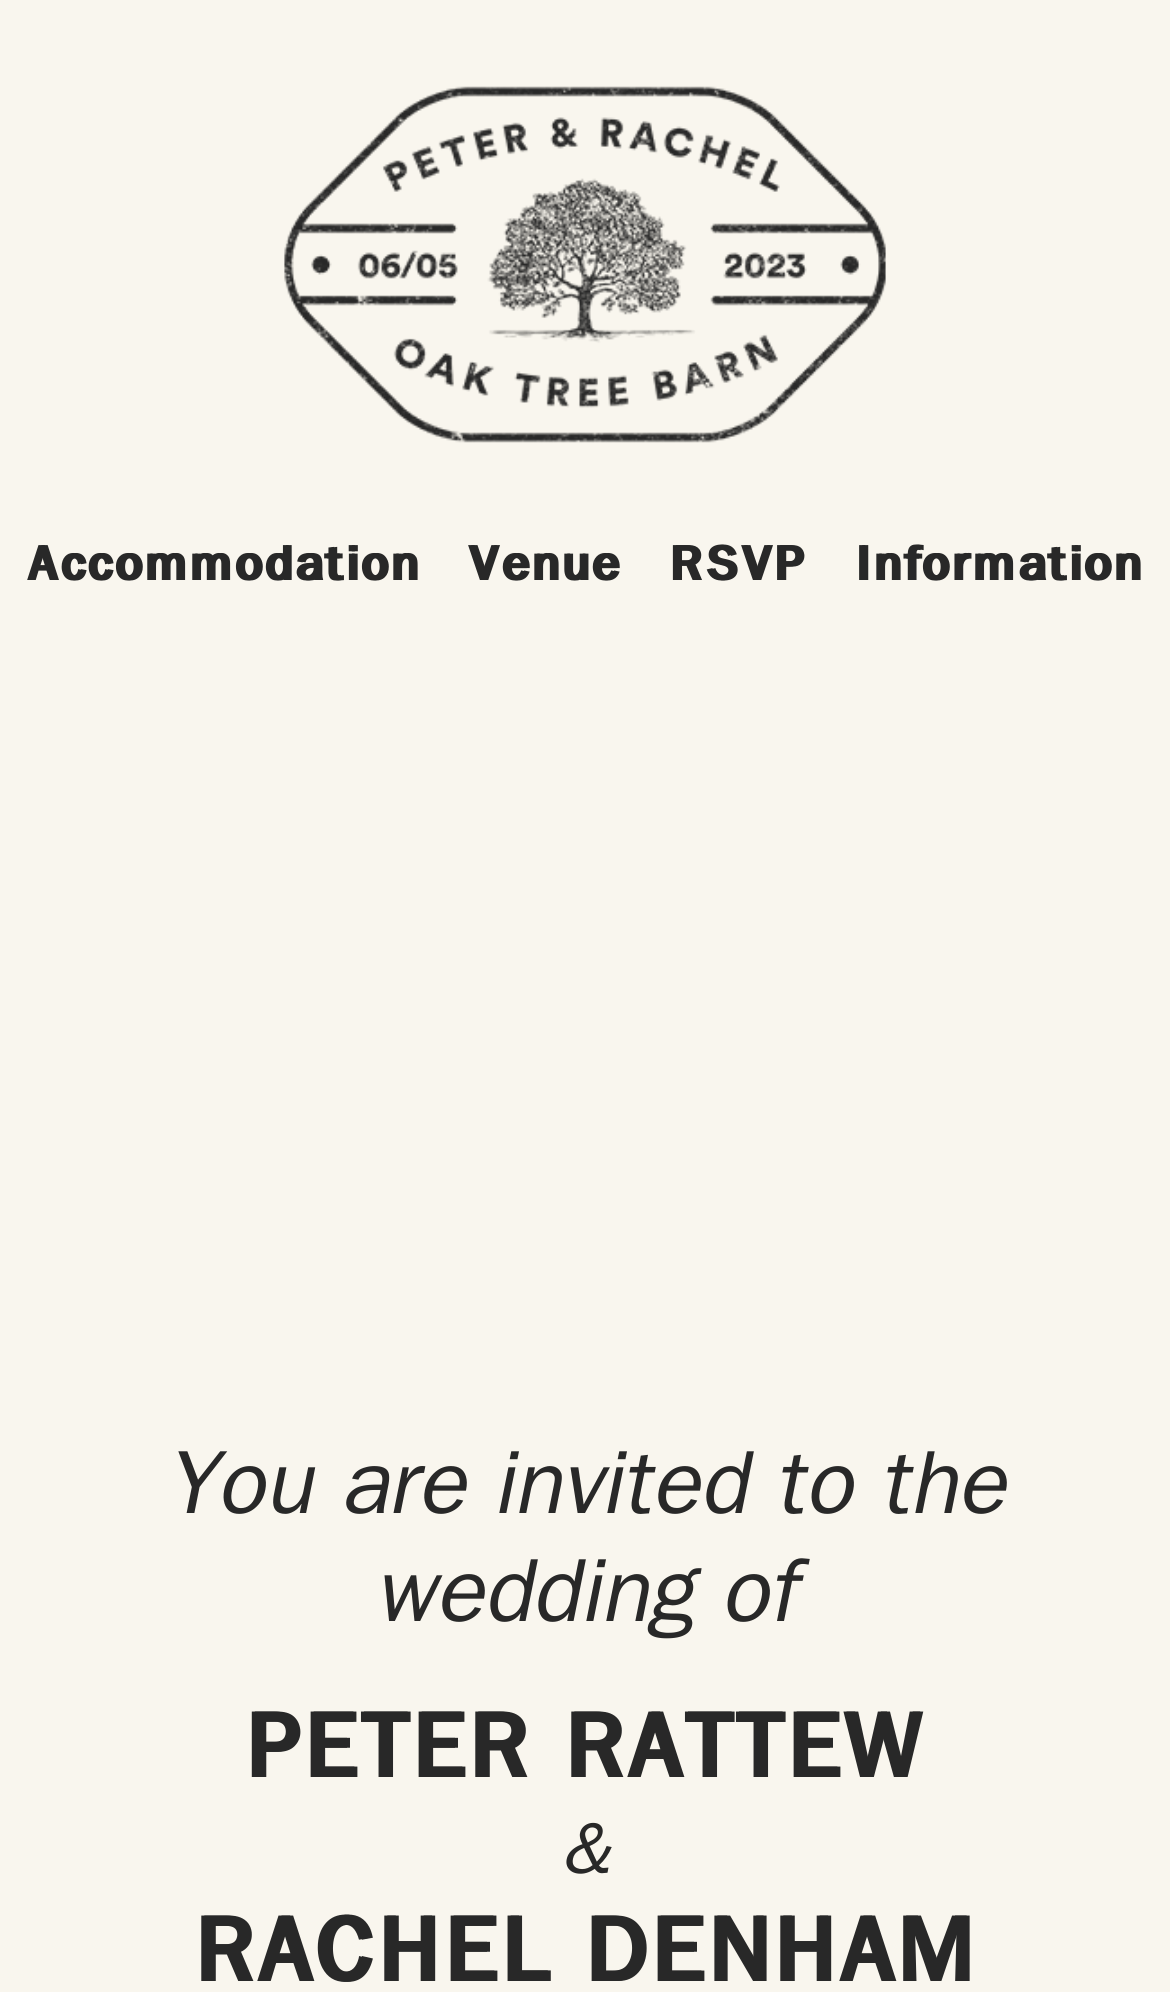 PETER & RACHEL
06/05 2023
OAK TREE BARN
Accommodation Venue RSVP Information
You are invited to the
wedding of
PETER RATTEW
&
RACHEL DENHAM